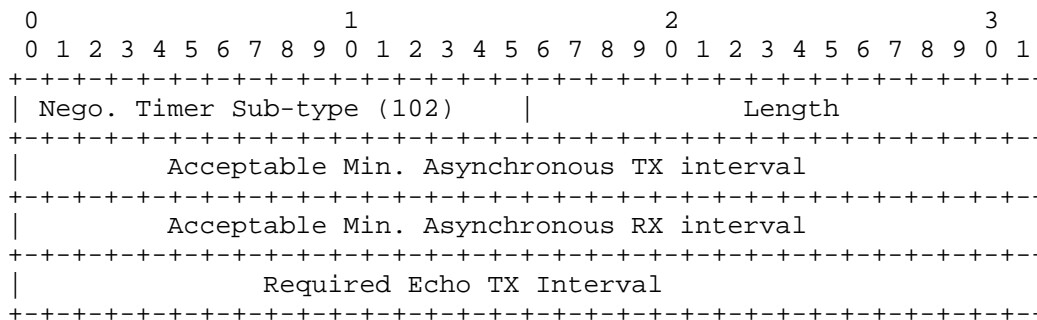 0                   1                   2                   3
0 1 2 3 4 5 6 7 8 9 0 1 2 3 4 5 6 7 8 9 0 1 2 3 4 5 6 7 8 9 0 1
+-+-+-+-+-+-+-+-+-+-+-+-+-+-+-+-+-+-+-+-+-+-+-+-+-+-+-+-+-+-+-+--
| Nego. Timer Sub-type (102)    |             Length
+-+-+-+-+-+-+-+-+-+-+-+-+-+-+-+-+-+-+-+-+-+-+-+-+-+-+-+-+-+-+-+--
|         Acceptable Min. Asynchronous TX interval
+-+-+-+-+-+-+-+-+-+-+-+-+-+-+-+-+-+-+-+-+-+-+-+-+-+-+-+-+-+-+-+--
|         Acceptable Min. Asynchronous RX interval
+-+-+-+-+-+-+-+-+-+-+-+-+-+-+-+-+-+-+-+-+-+-+-+-+-+-+-+-+-+-+-+--
|               Required Echo TX Interval
+-+-+-+-+-+-+-+-+-+-+-+-+-+-+-+-+-+-+-+-+-+-+-+-+-+-+-+-+-+-+-+--